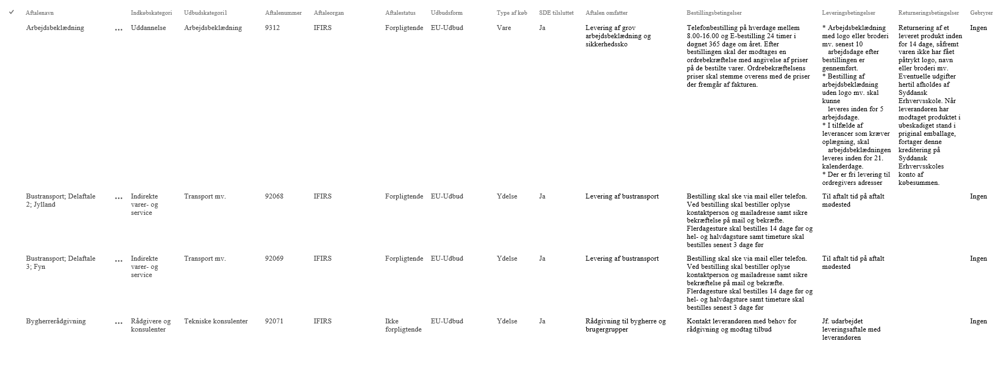 Aftalenavn Indkøbskategori Udbudskategori1 Aftalenummer Aftaleorgan Aftalestatus Udbudsform Type af køb SDE tilsluttet Aftalen omfatter Bestillingsbetingelser Leveringsbetingelser Returneringsbetingelser Gebryrer
Arbejdsbeklædning ... Uddannelse Arbejdsbeklædning 9312 IFIRS Forpligtende EU-Udbud Vare Ja
Levering af grov
arbejdsbeklædning og
sikkerhedssko
Telefonbestilling på hverdage mellem
8.00-16.00 og E-bestilling 24 timer i
døgnet 365 dage om året. Efter
bestillingen skal der modtages en
ordrebekræftelse med angivelse af priser
på de bestilte varer. Ordrebekræftelsens
priser skal stemme overens med de priser
der fremgår af fakturen.
* Arbejdsbeklædning
med logo eller broderi
mv. senest 10
arbejdsdage efter
bestillingen er
gennemført.
* Bestilling af
arbejdsbeklædning
uden logo mv. skal
kunne
leveres inden for 5
arbejdsdage.
* I tilfælde af
leverancer som kræver
oplægning, skal
arbejdsbeklædningen
leveres inden for 21.
kalenderdage.
* Der er fri levering til
ordregivers adresser
Returnering af et
leveret produkt inden
for 14 dage, såfremt
varen ikke har fået
påtrykt logo, navn
eller broderi mv.
Eventuelle udgifter
hertil afholdes af
Syddansk
Erhvervsskole. Når
leverandøren har
modtaget produktet i
ubeskadiget stand i
priginal emballage,
fortager denne
kreditering på
Syddansk
Erhvervsskoles
konto af
købesummen.
Ingen
Bustransport; Delaftale
2; Jylland
...
Indirekte
varer- og
service
Transport mv. 92068 IFIRS Forpligtende EU-Udbud Ydelse Ja Levering af bustransport
Bestilling skal ske via mail eller telefon.
Ved bestilling skal bestiller oplyse
kontaktperson og mailadresse samt sikre
bekræftelse på mail og bekræfte.
Flerdagesture skal bestilles 14 dage før og
hel- og halvdagsture samt timeture skal
bestilles senest 3 dage før
Til aftalt tid på aftalt
mødested
Ingen
Bustransport; Delaftale
3; Fyn
...
Indirekte
varer- og
service
Transport mv. 92069 IFIRS Forpligtende EU-Udbud Ydelse Ja Levering af bustransport
Bestilling skal ske via mail eller telefon.
Ved bestilling skal bestiller oplyse
kontaktperson og mailadresse samt sikre
bekræftelse på mail og bekræfte.
Flerdagesture skal bestilles 14 dage før og
hel- og halvdagsture samt timeture skal
bestilles senest 3 dage før
Til aftalt tid på aftalt
mødested
Ingen
Bygherrerådgivning ...
Rådgivere og
konsulenter
Tekniske konsulenter 92071 IFIRS
Ikke
forpligtende
EU-Udbud Ydelse Ja
Rådgivning til bygherre og
brugergrupper
Kontakt leverandøren med behov for
rådgivning og modtag tilbud
Jf. udarbejdet
leveringsaftale med
leverandøren
Ingen